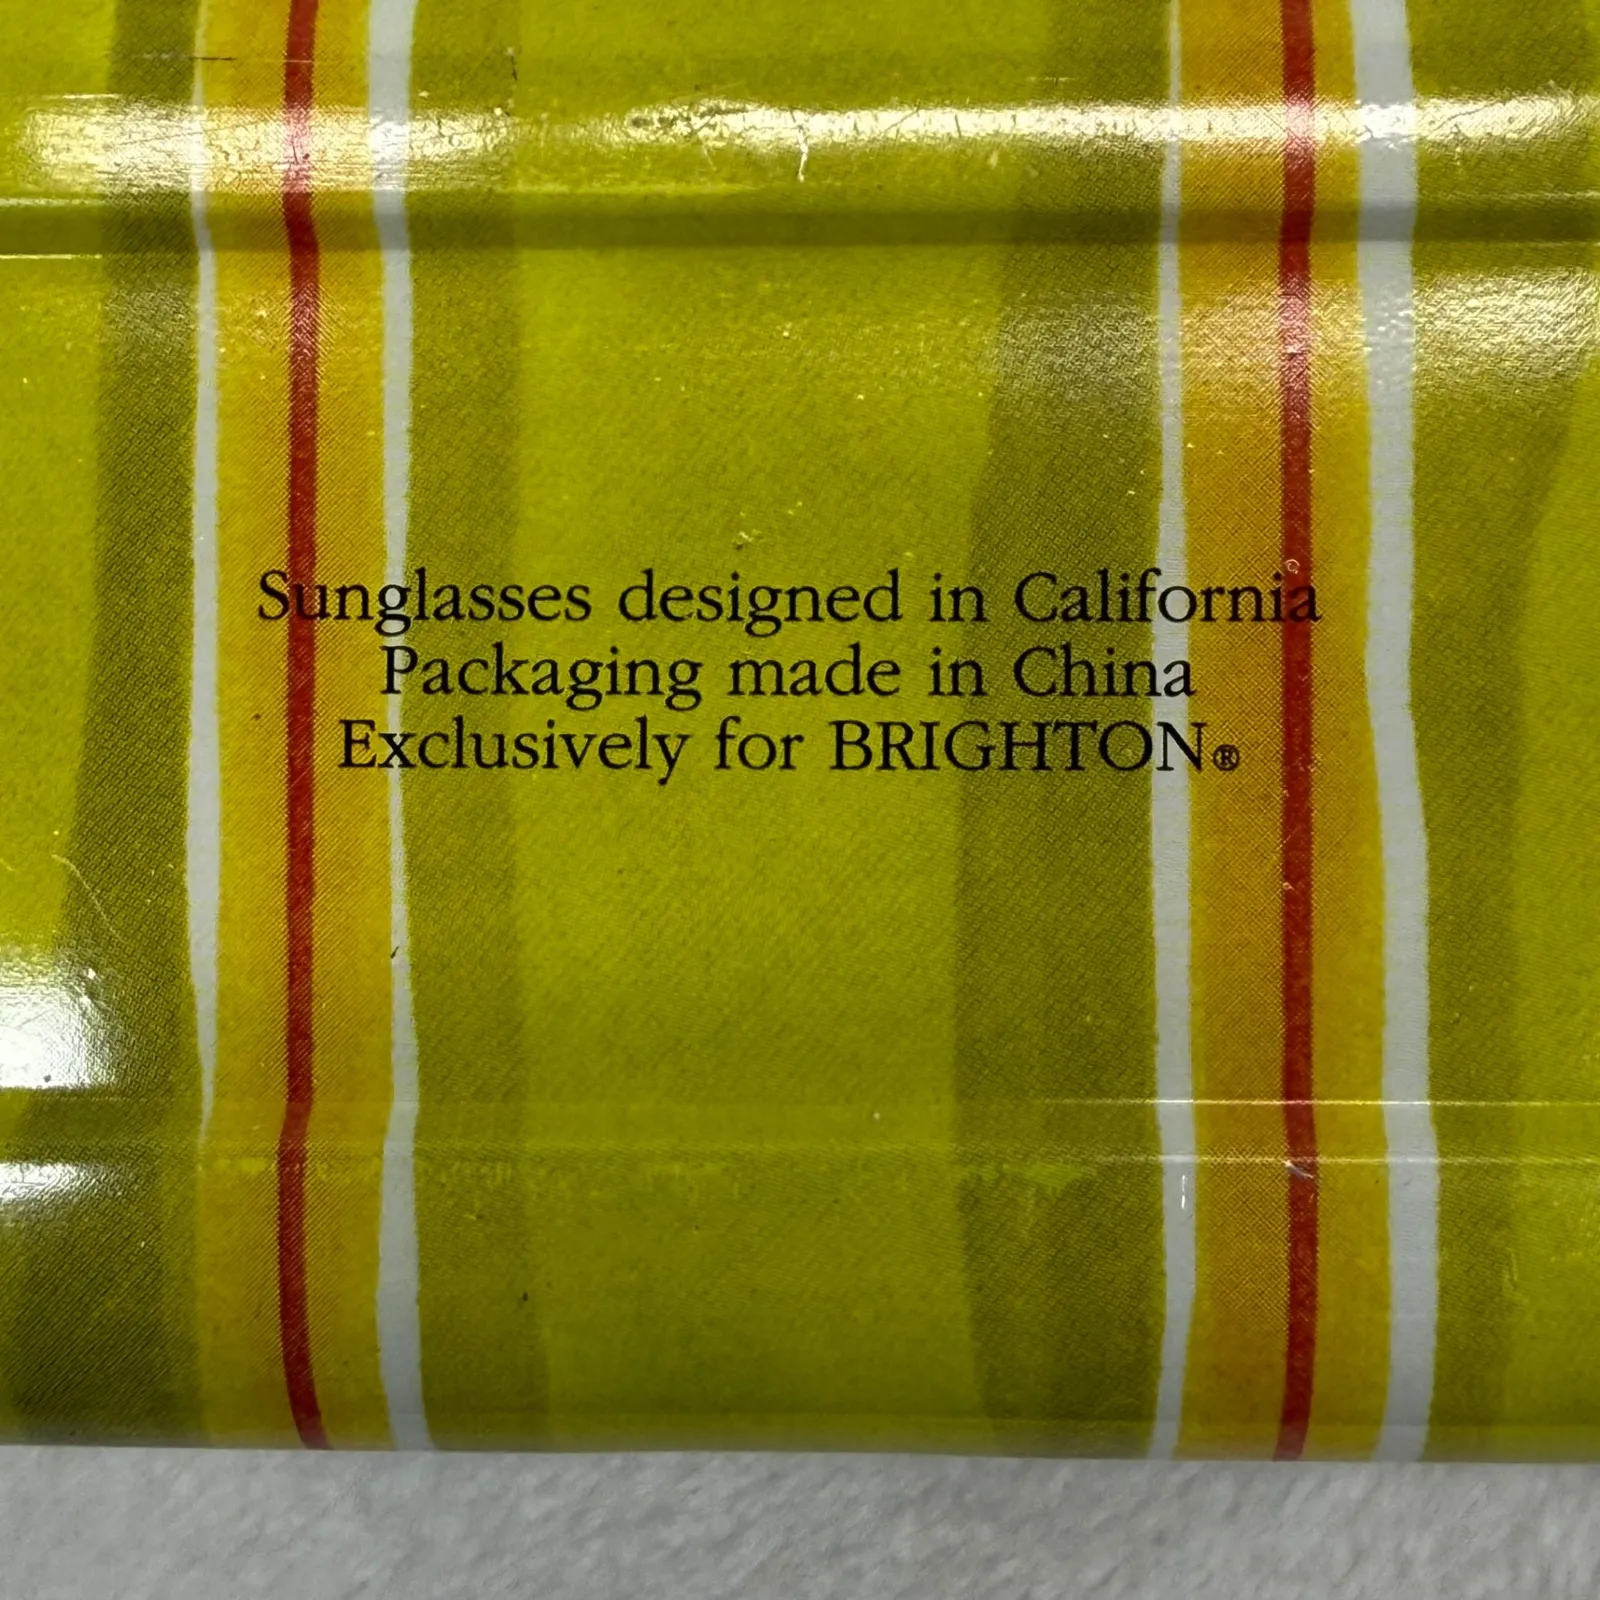 Sunglasses designed in California
Packaging made in China
Exclusively for BRIGHTON®